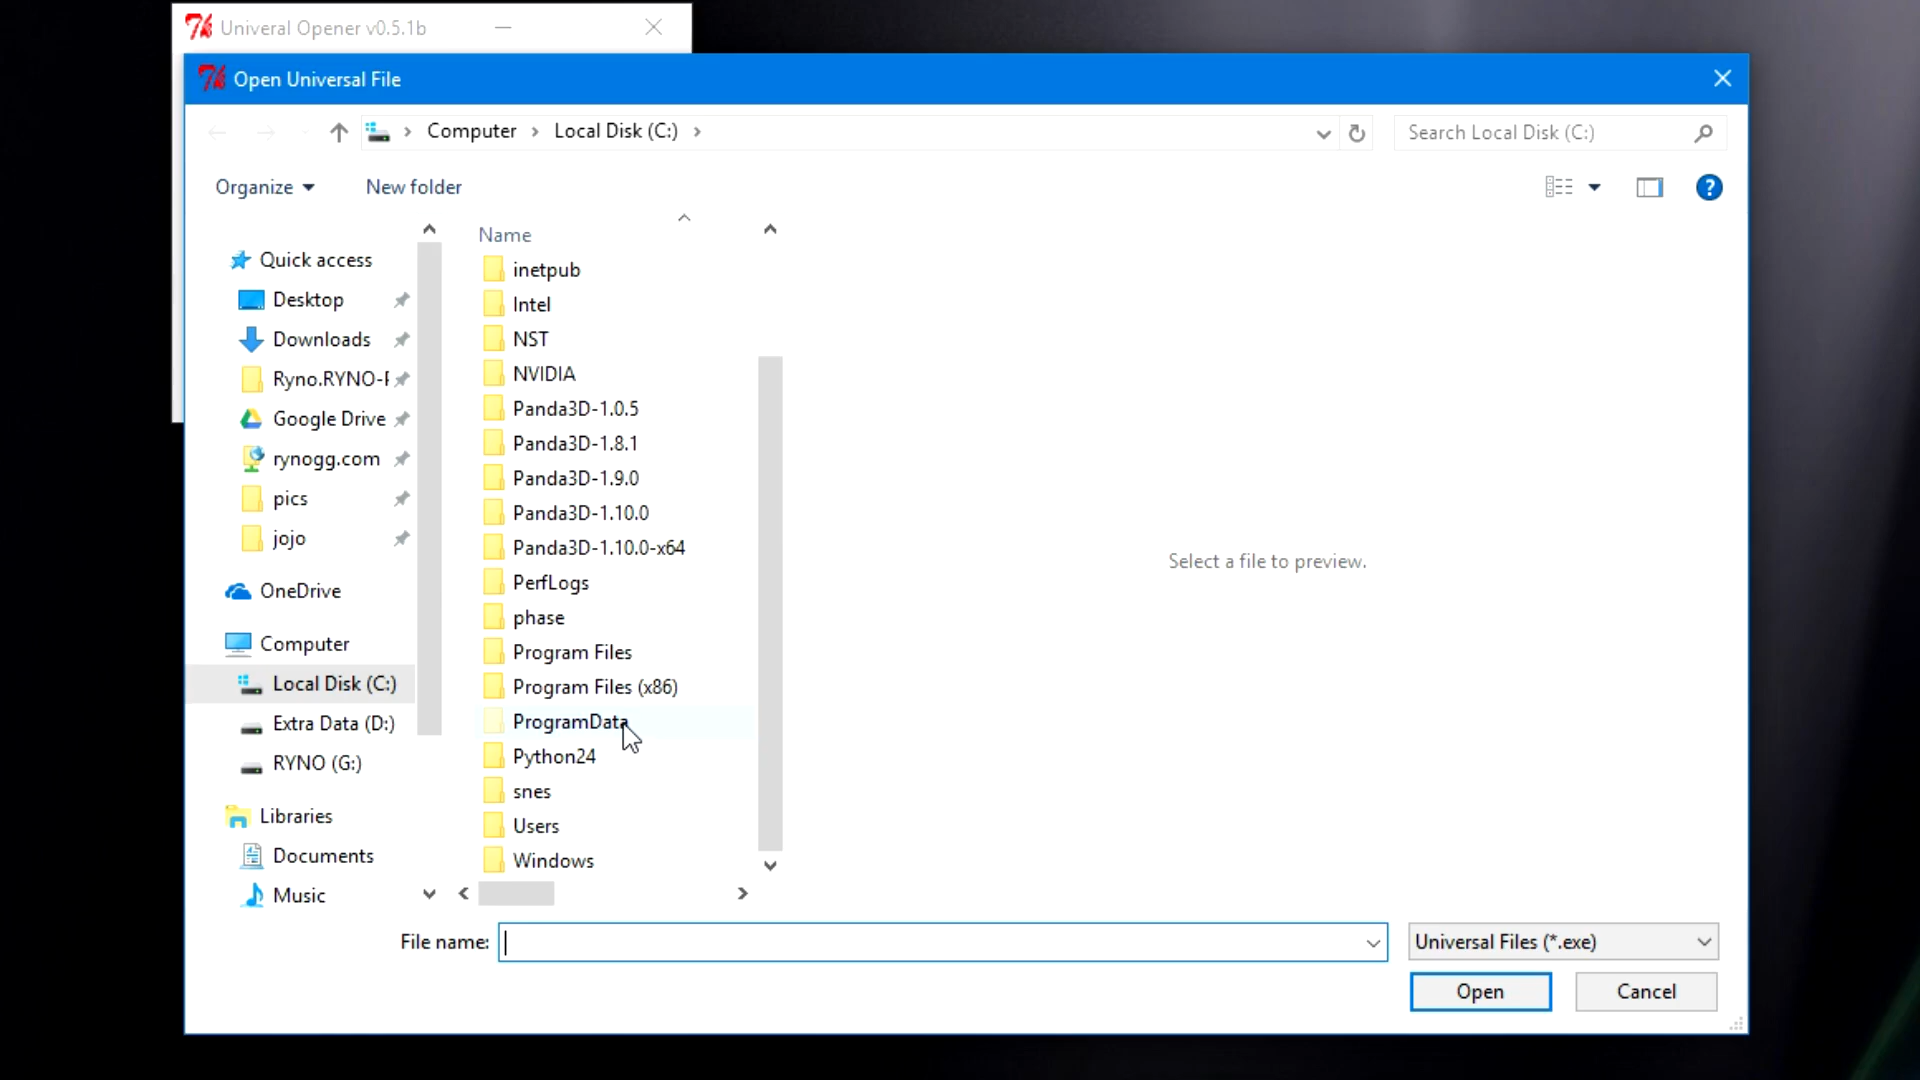 Univeral Opener v0.5.1b
Open Universal File
Computer
Local Disk (C:)
Search Local Disk (C:)
Organize
New folder
Quick access
Desktop
Downloads
Ryno.RYNO-
Google Drive
rynogg.com
pics
jojo
OneDrive
Computer
Local Disk (C:)
Extra Data (D:)
RYNO (G:)
Libraries
Documents
Music
Name
inetpub
Intel
NST
NVIDIA
Panda3D-1.0.5
Panda3D-1.8.1
Panda3D-1.9.0
Panda3D-1.10.0
Panda3D-1.10.0-x64
PerfLogs
phase
Program Files
Program Files (x86)
ProgramData
Python24
snes
Users
Windows
Select a file to preview.
File name:
Universal Files (*.exe)
Open
Cancel